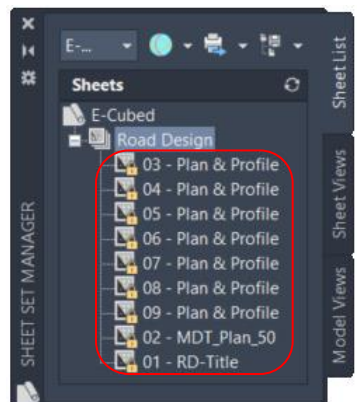 E-...
Sheets
E-Cubed
Road Design
03 - Plan & Profile
04 - Plan & Profile
05 - Plan & Profile
06 - Plan & Profile
07 - Plan & Profile
08 - Plan & Profile
09 - Plan & Profile
02 - MDT_Plan_50
01 - RD-Title
SHEET SET MANAGER
Sheet List
Sheet Views
Model Views